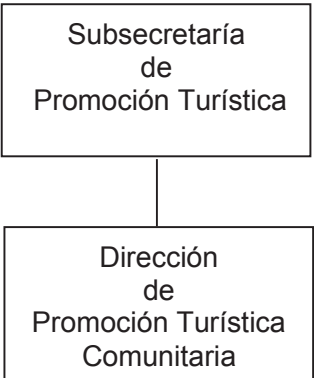 Subsecretaría
de
Promoción Turística
Dirección
de
Promoción Turística
Comunitaria